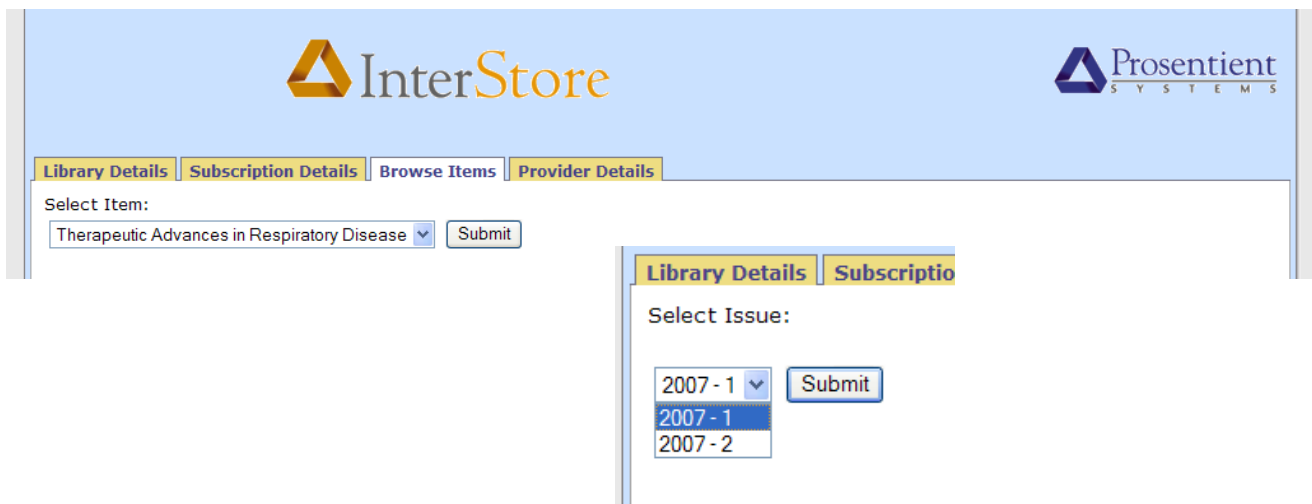 InterStore
Prosentient
SYSTEMS
Library Details Subscription Details Browse Items Provider Details
Select Item:
Therapeutic Advances in Respiratory Disease Submit
Library Details Subscriptio
Select Issue:
2007 - 1 Submit
2007 - 1
2007 - 2